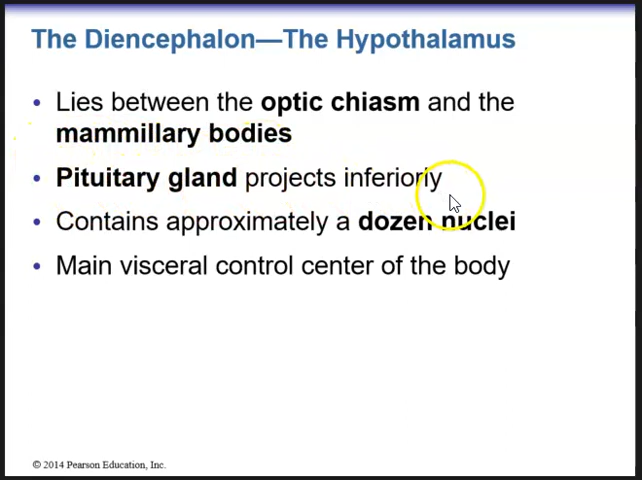 The Diencephalon—The Hypothalamus
• Lies between the optic chiasm and the
mammillary bodies
• Pituitary gland projects inferiorly
• Contains approximately a dozen nuclei
• Main visceral control center of the body
© 2014 Pearson Education, Inc.